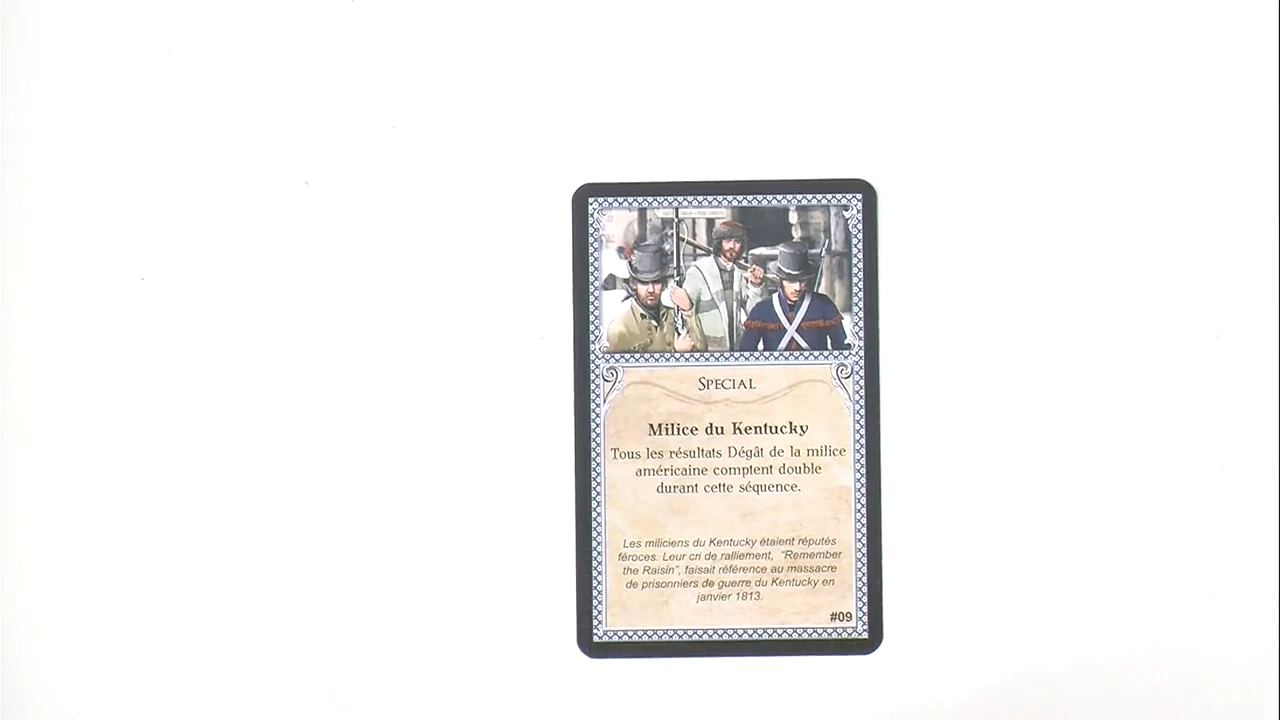 SPECIAL
Milice du Kentucky
Tous les résultats Dégât de la milice
américaine comptent double
durant cette séquence.
Les miliciens du Kentucky étaient réputés
féroces. Leur cri de ralliement, "Remember
the Raisin", faisait référence au massacre
de prisonniers de guerre du Kentucky en
janvier 1813.
#09